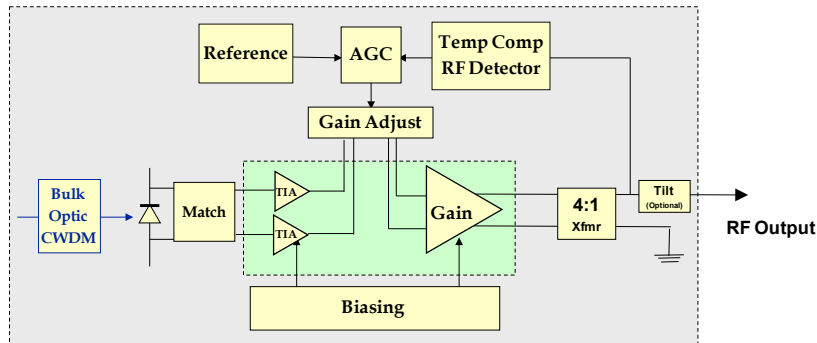 Reference
AGC
Temp Comp
RF Detector
Gain Adjust
Bulk
Optic
CWDM
Match
TIA
TIA
Gain
4:1
Xfmr
Tilt
(Optional)
RF Output
Biasing